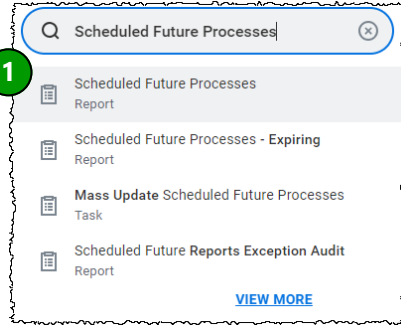 Scheduled Future Processes
1
Scheduled Future Processes
Report
Scheduled Future Processes - Expiring
Report
Mass Update Scheduled Future Processes
Task
Scheduled Future Reports Exception Audit
Report
VIEW MORE